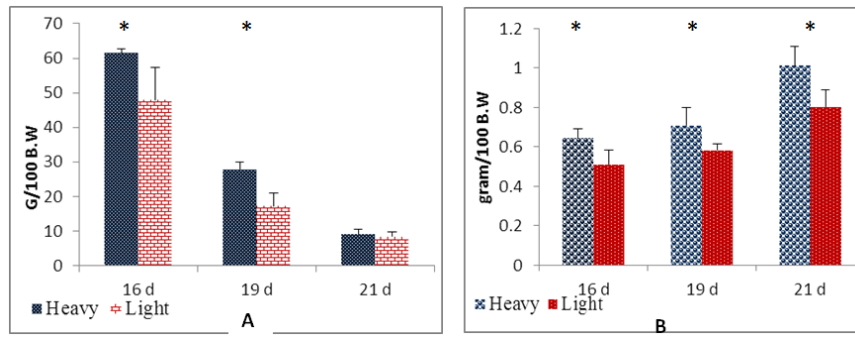 * *
70
60
50
40
30
20
10
0
G/100 B.W
16 d 19 d 21 d
Heavy Light
A
* * *
1.2
1
0.8
0.6
0.4
0.2
0
gram/100 B.W
16 d 19 d 21 d
Heavy Light
B